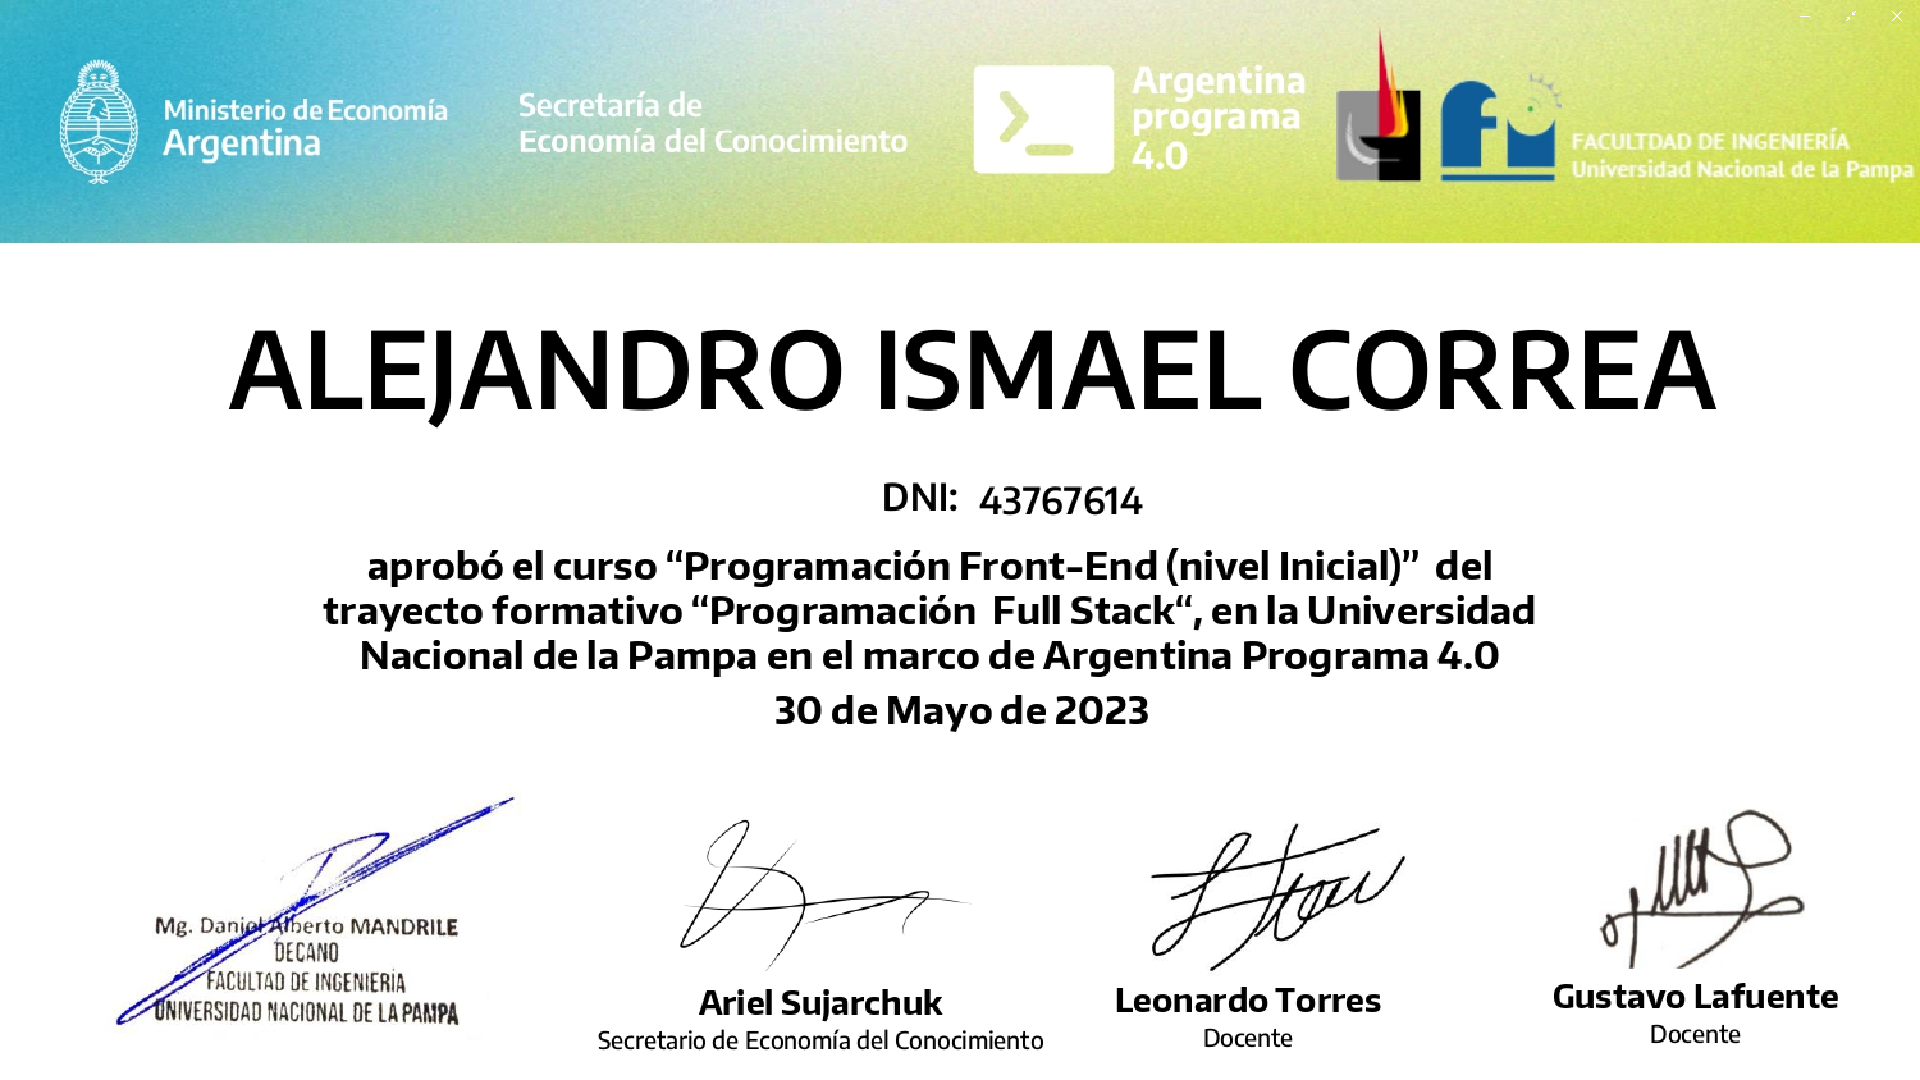 Ministerio de Economía
Argentina
Secretaría de
Economía del Conocimiento
Argentina
programa
4.0
FACULTDAD DE INGENIERÍA
Universidad Nacional de la Pampa
ALEJANDRO ISMAEL CORREA
DNI: 43767614
aprobó el curso “Programación Front-End (nivel Inicial)” del
trayecto formativo “Programación Full Stack“, en la Universidad
Nacional de la Pampa en el marco de Argentina Programa 4.0
30 de Mayo de 2023
Mg. Daniel Alberto MANDRILE
DECANO
FACULTAD DE INGENIERÍA
UNIVERSIDAD NACIONAL DE LA PAMPA
Ariel Sujarchuk
Secretario de Economía del Conocimiento
Leonardo Torres
Docente
Gustavo Lafuente
Docente